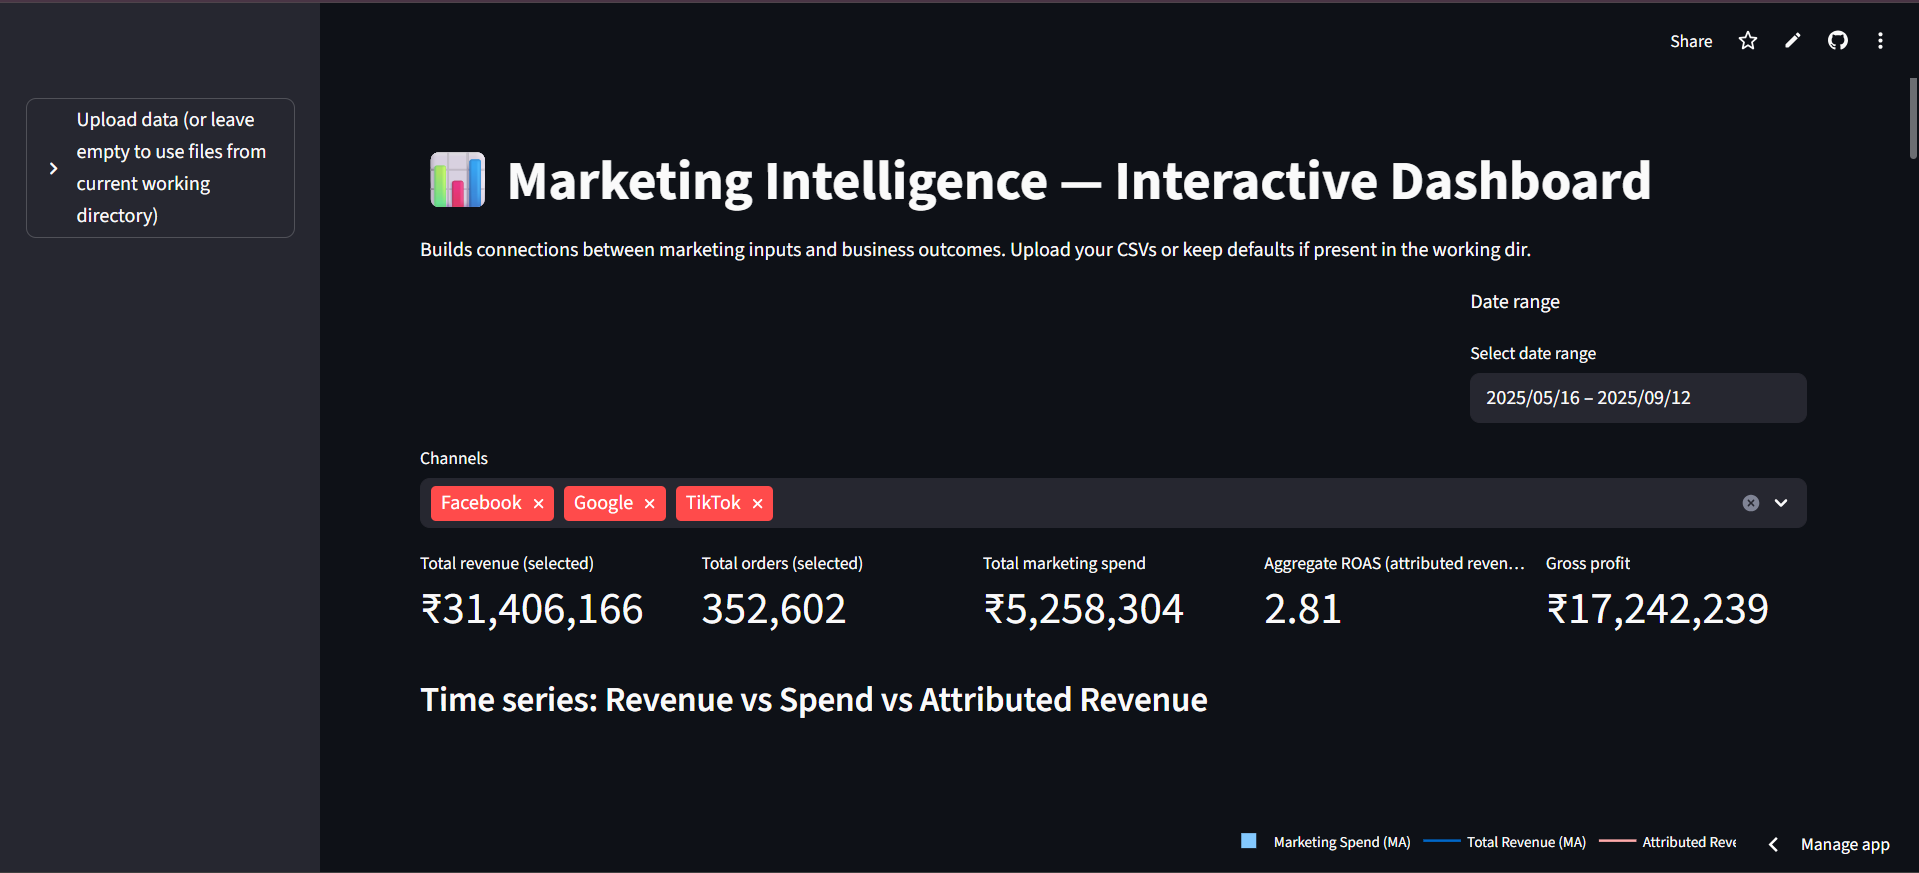 Share
Upload data (or leave
empty to use files from
current working
directory)
Marketing Intelligence — Interactive Dashboard
Builds connections between marketing inputs and business outcomes. Upload your CSVs or keep defaults if present in the working dir.
Date range
Select date range
2025/05/16 – 2025/09/12
Channels
Facebook Google TikTok
Total revenue (selected) Total orders (selected) Total marketing spend Aggregate ROAS (attributed reven… Gross profit
₹31,406,166 352,602 ₹5,258,304 2.81 ₹17,242,239
Time series: Revenue vs Spend vs Attributed Revenue
Marketing Spend (MA) Total Revenue (MA) Attributed Reve
Manage app